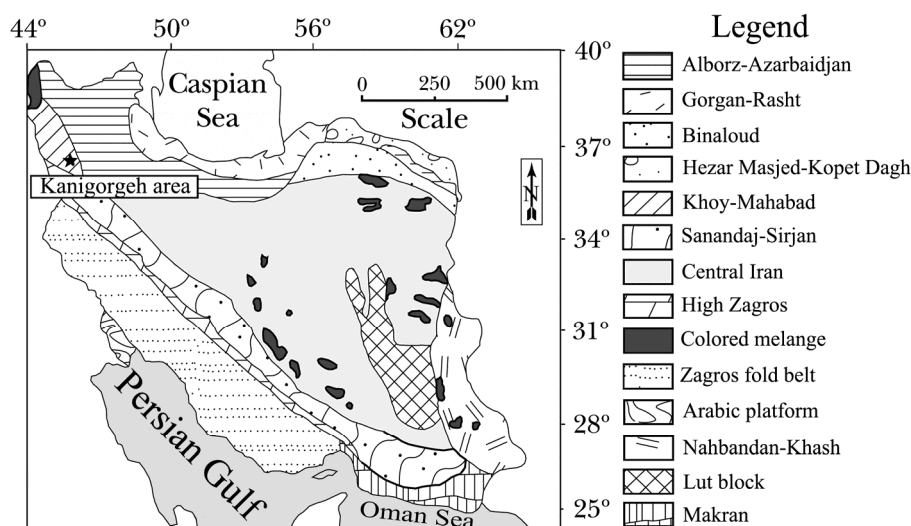 44° 50° 56° 62°
40°
37°
34°
31°
28°
25°
Caspian
Sea
0 250 500 km
Scale
N
Kanigorgeh area
Persian Gulf
Oman Sea
Legend
Alborz-Azarbaidjan
Gorgan-Rasht
Binaloud
Hezar Masjed-Kopet Dagh
Khoy-Mahabad
Sanandaj-Sirjan
Central Iran
High Zagros
Colored melange
Zagros fold belt
Arabic platform
Nahbandan-Khash
Lut block
Makran